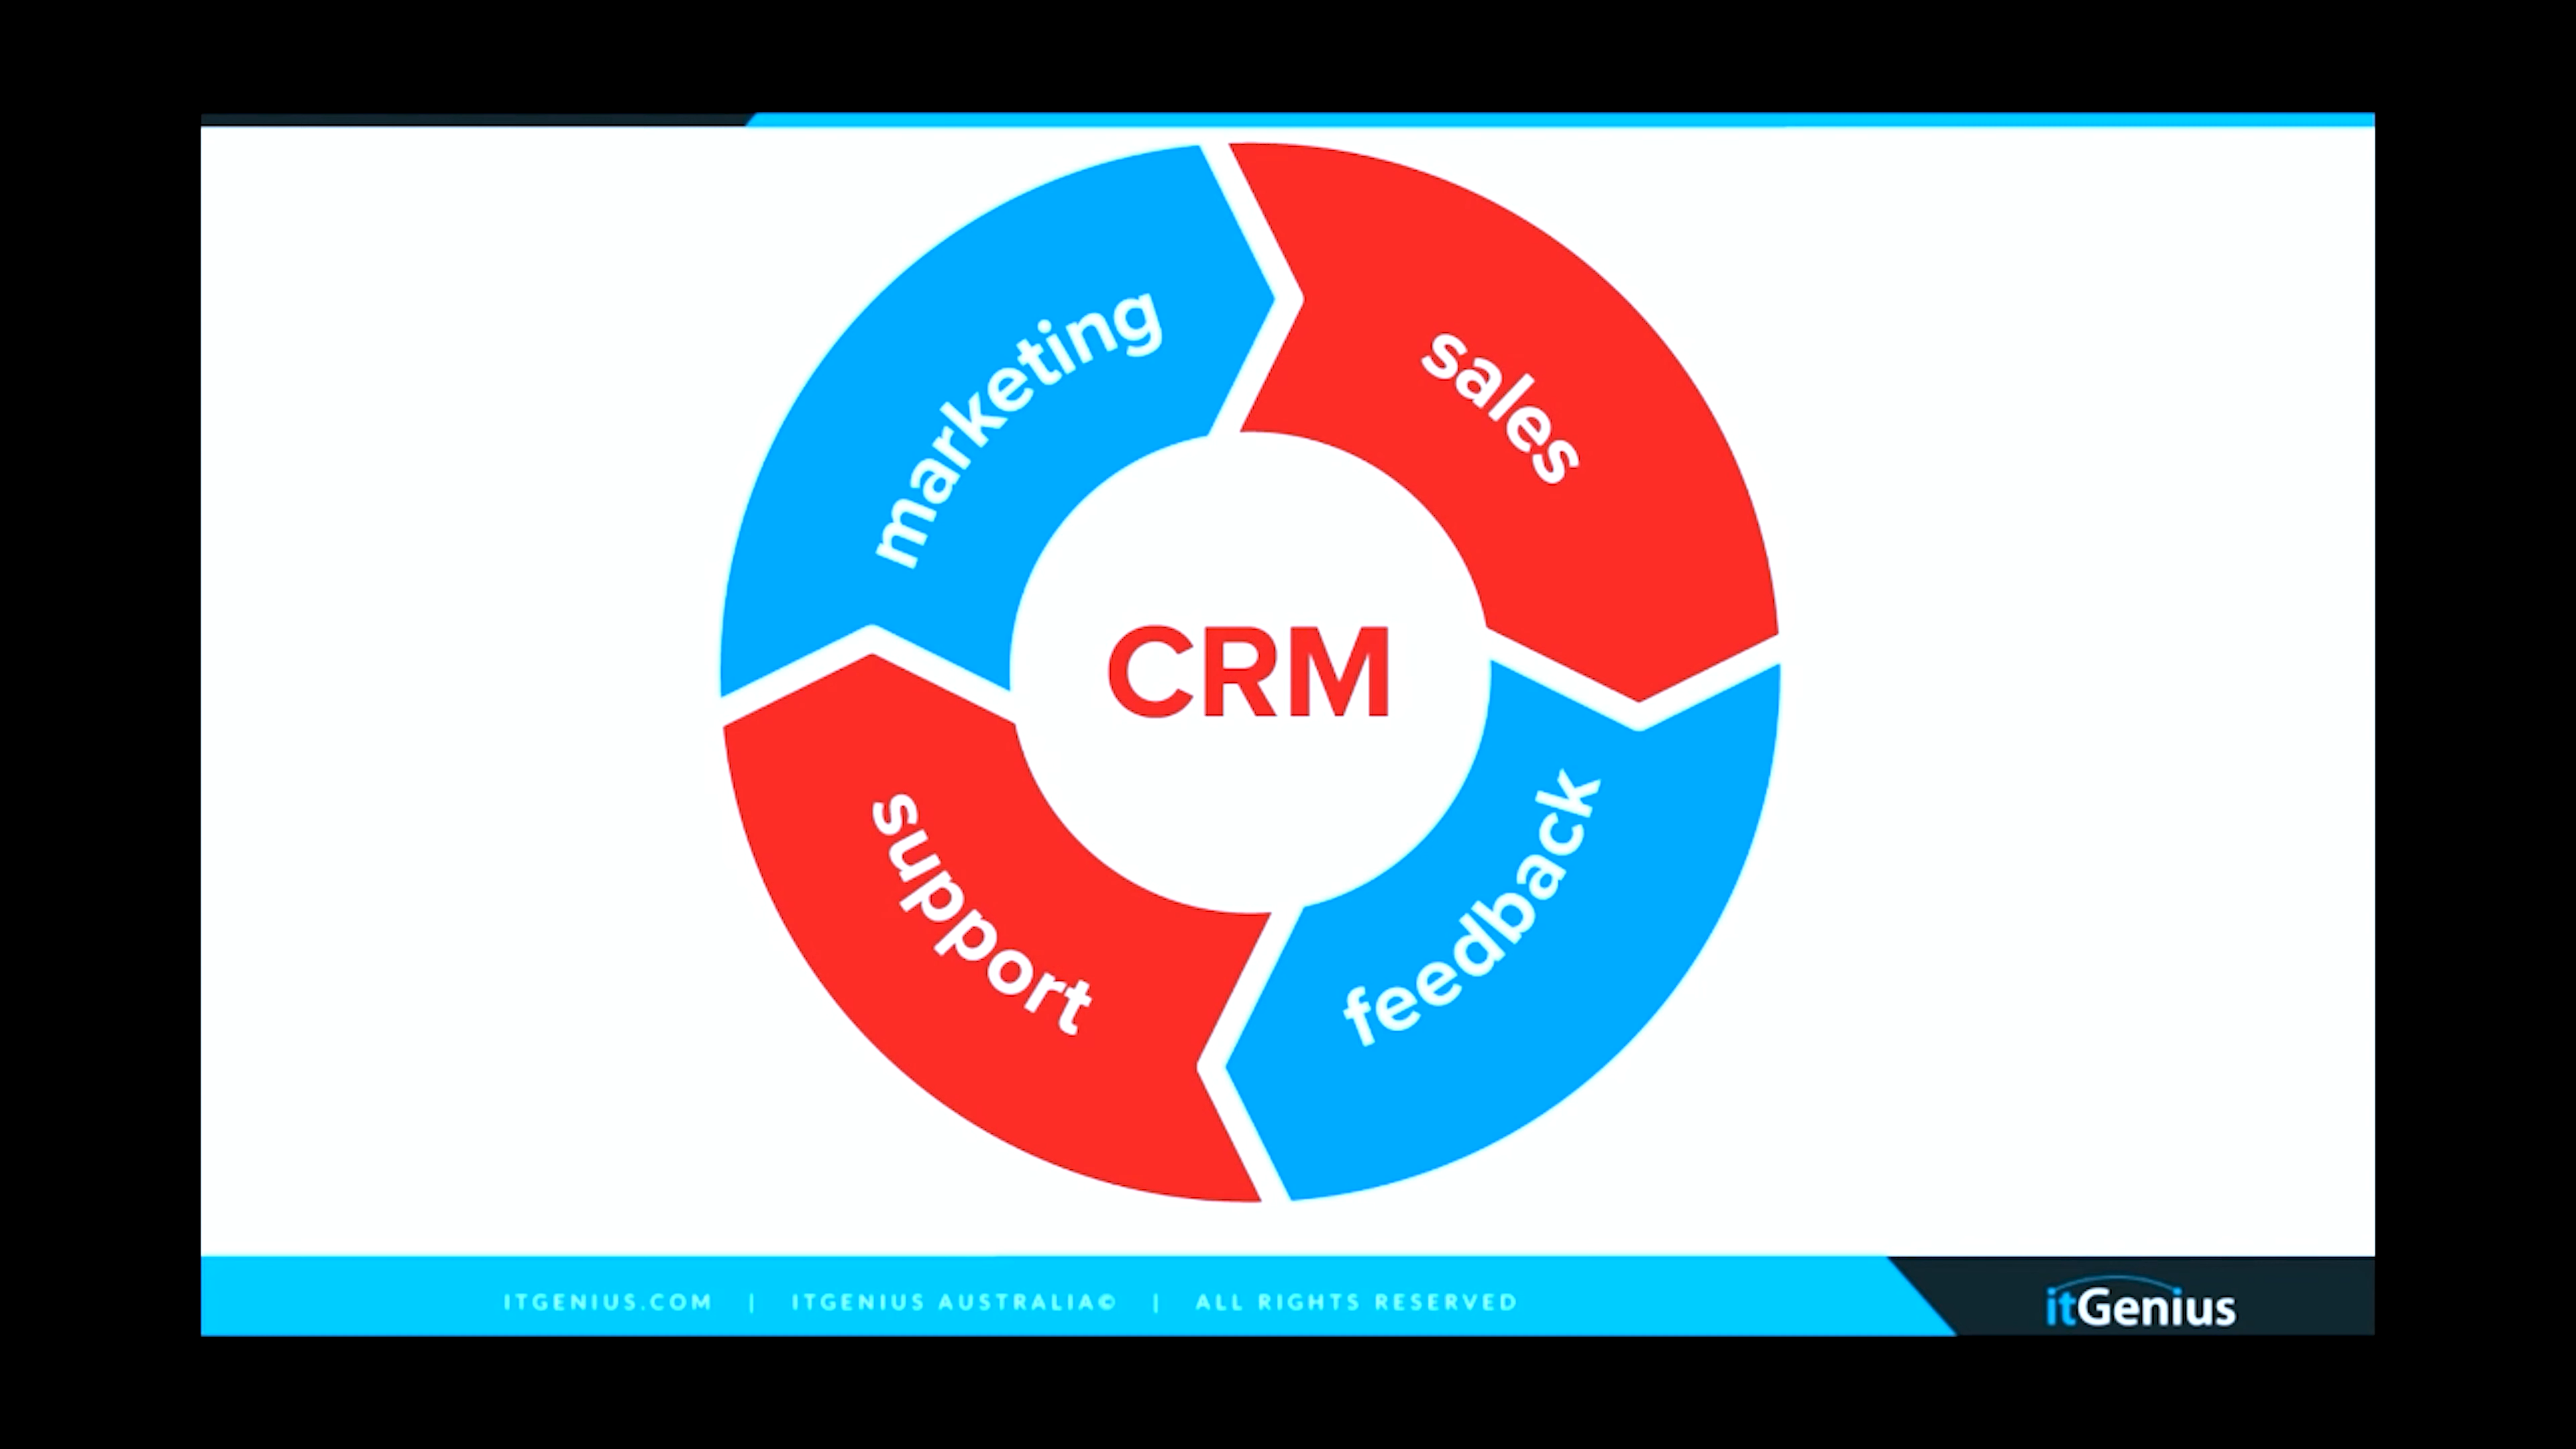 marketing
sales
CRM
support
feedback
ITGENIUS.COM | ITGENIUS AUSTRALIA© | ALL RIGHTS RESERVED
itGenius